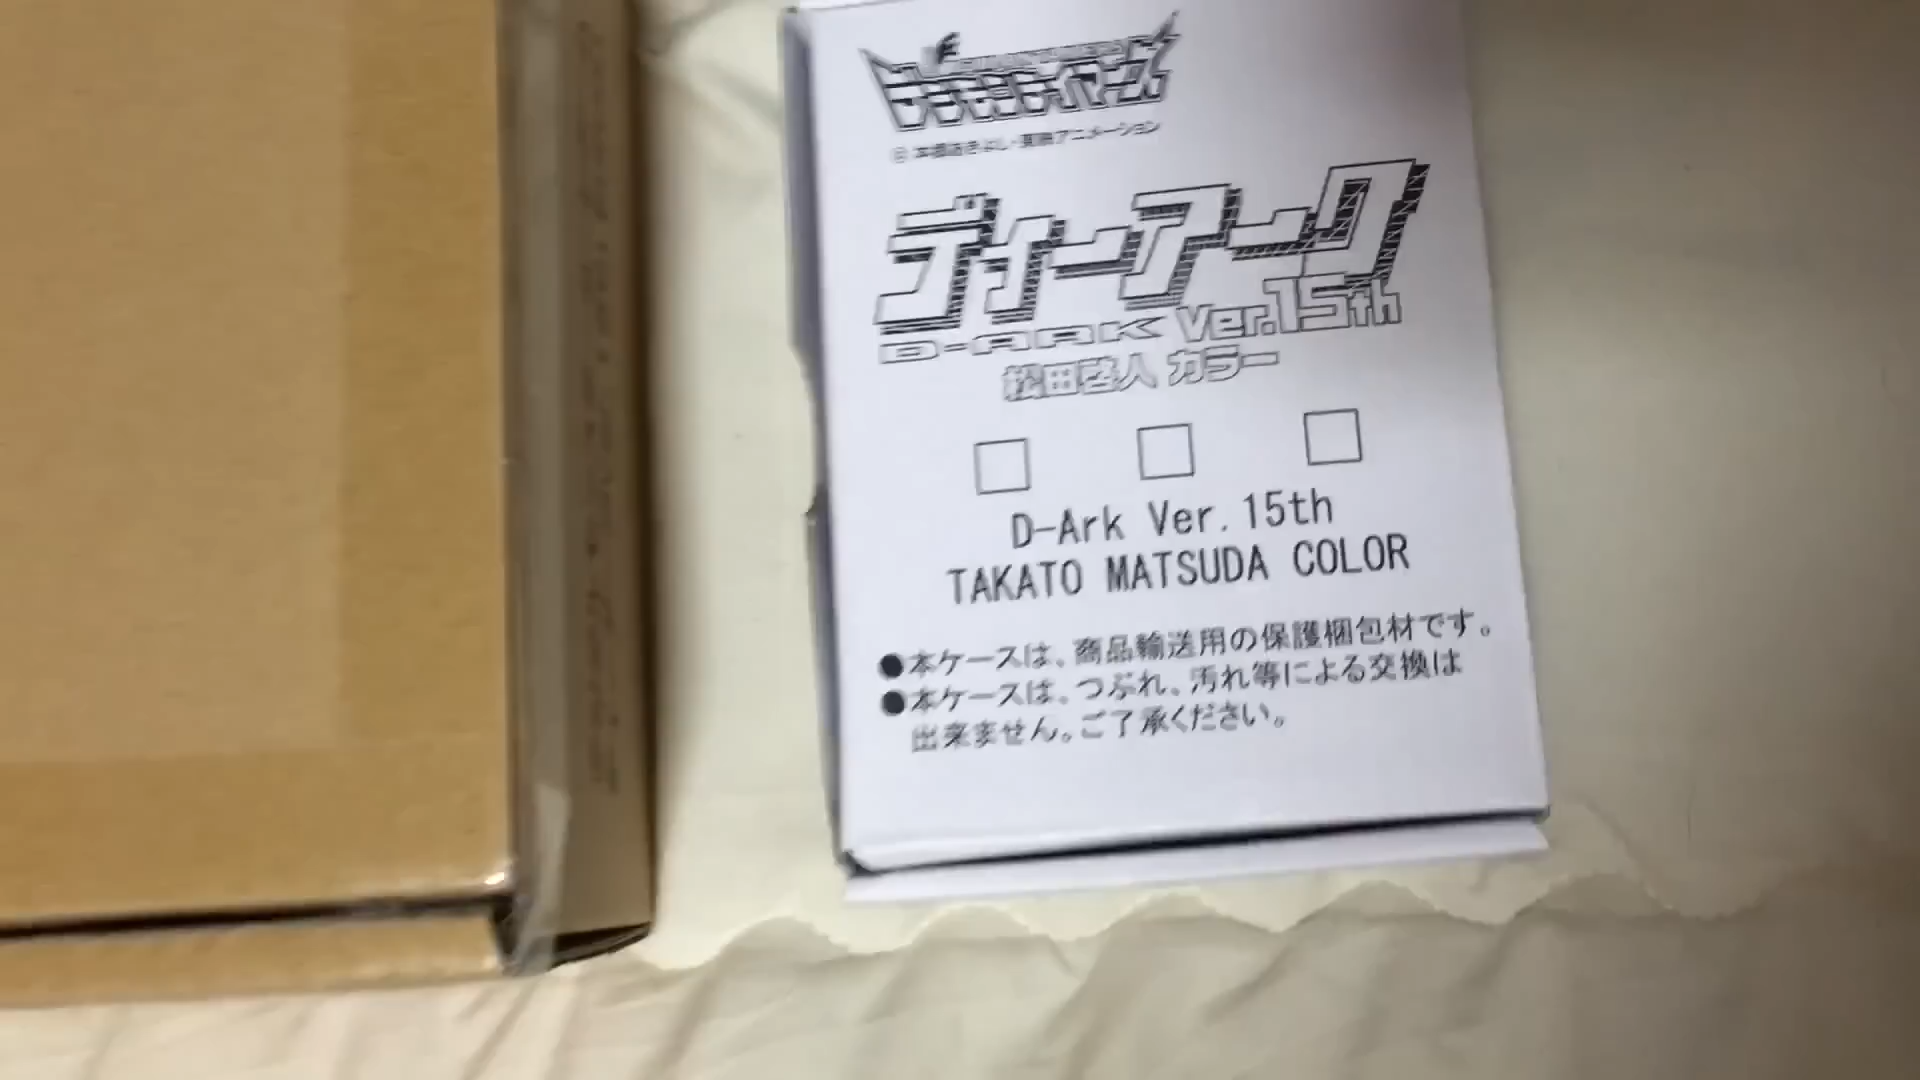 デジモンテイマーズ
© 本郷あきよし・東映アニメーション
ディーアーク
D-ARK Ver.15th
松田啓人 カラー
D-Ark Ver.15th
TAKATO MATSUDA COLOR
●本ケースは、商品輸送用の保護梱包材です。
●本ケースは、つぶれ、汚れ等による交換は
出来ません。ご了承ください。